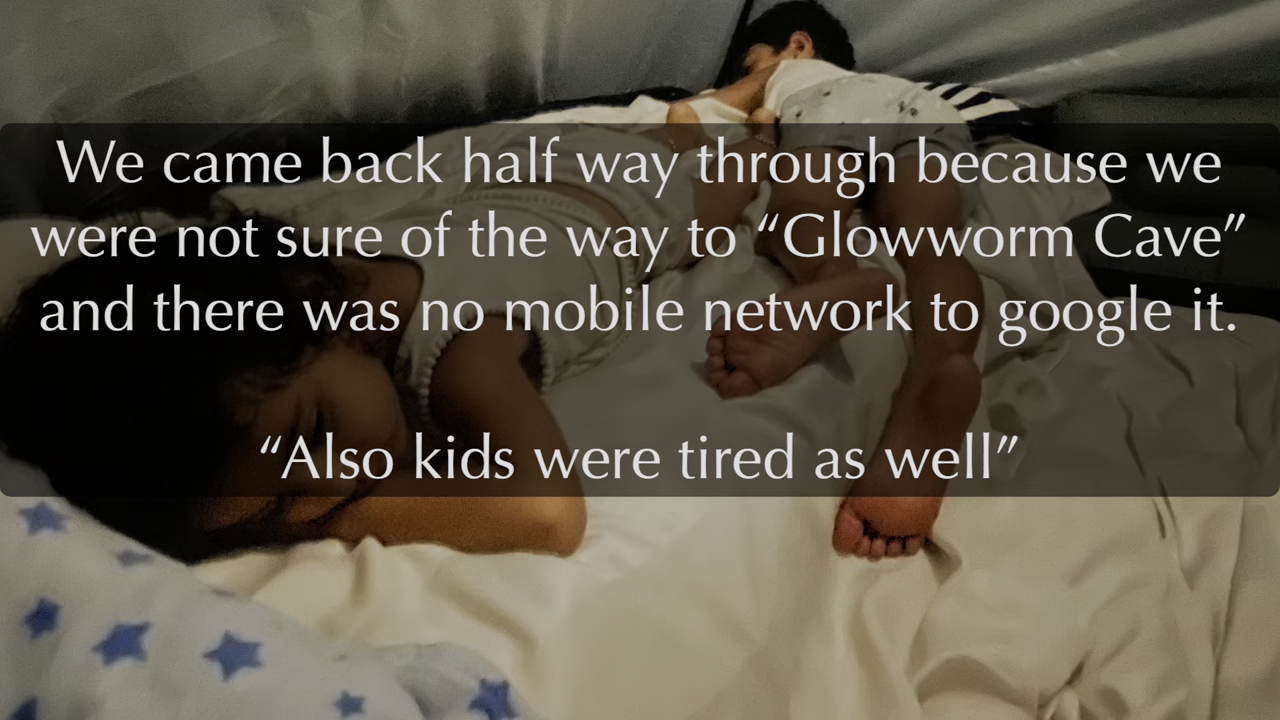 We came back half way through because we
were not sure of the way to “Glowworm Cave”
and there was no mobile network to google it.
“Also kids were tired as well”